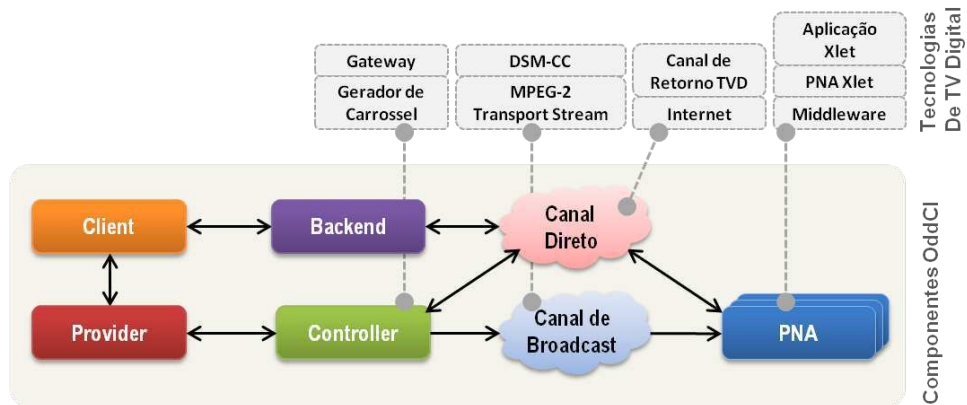 Gateway
Gerador de
Carrossel
DSM-CC
MPEG-2
Transport Stream
Canal de
Retorno TVD
Internet
Aplicação
Xlet
PNA Xlet
Middleware
Tecnologias
De TV Digital
Client
Backend
Canal
Direto
Provider
Controller
Canal de
Broadcast
PNA
Componentes OddCI